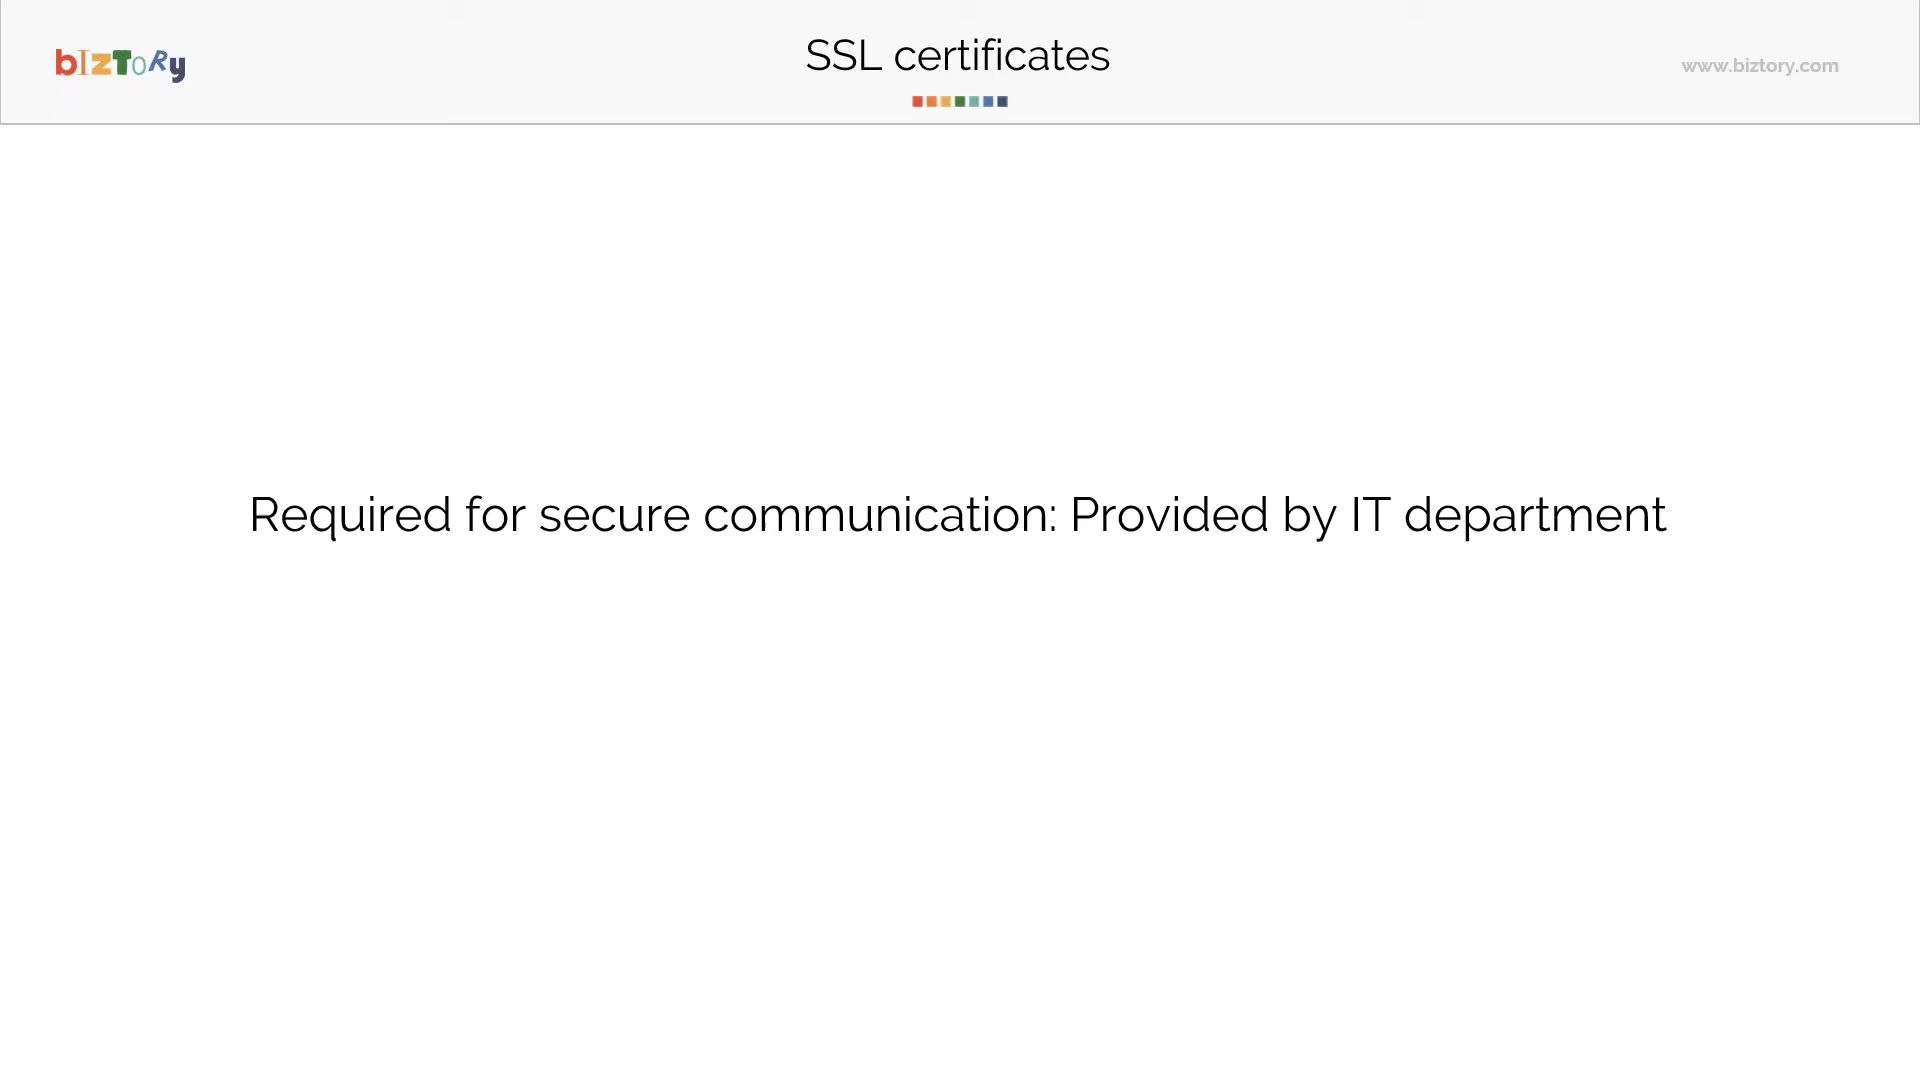 bIzToRy
SSL certificates
www.biztory.com
Required for secure communication: Provided by IT department